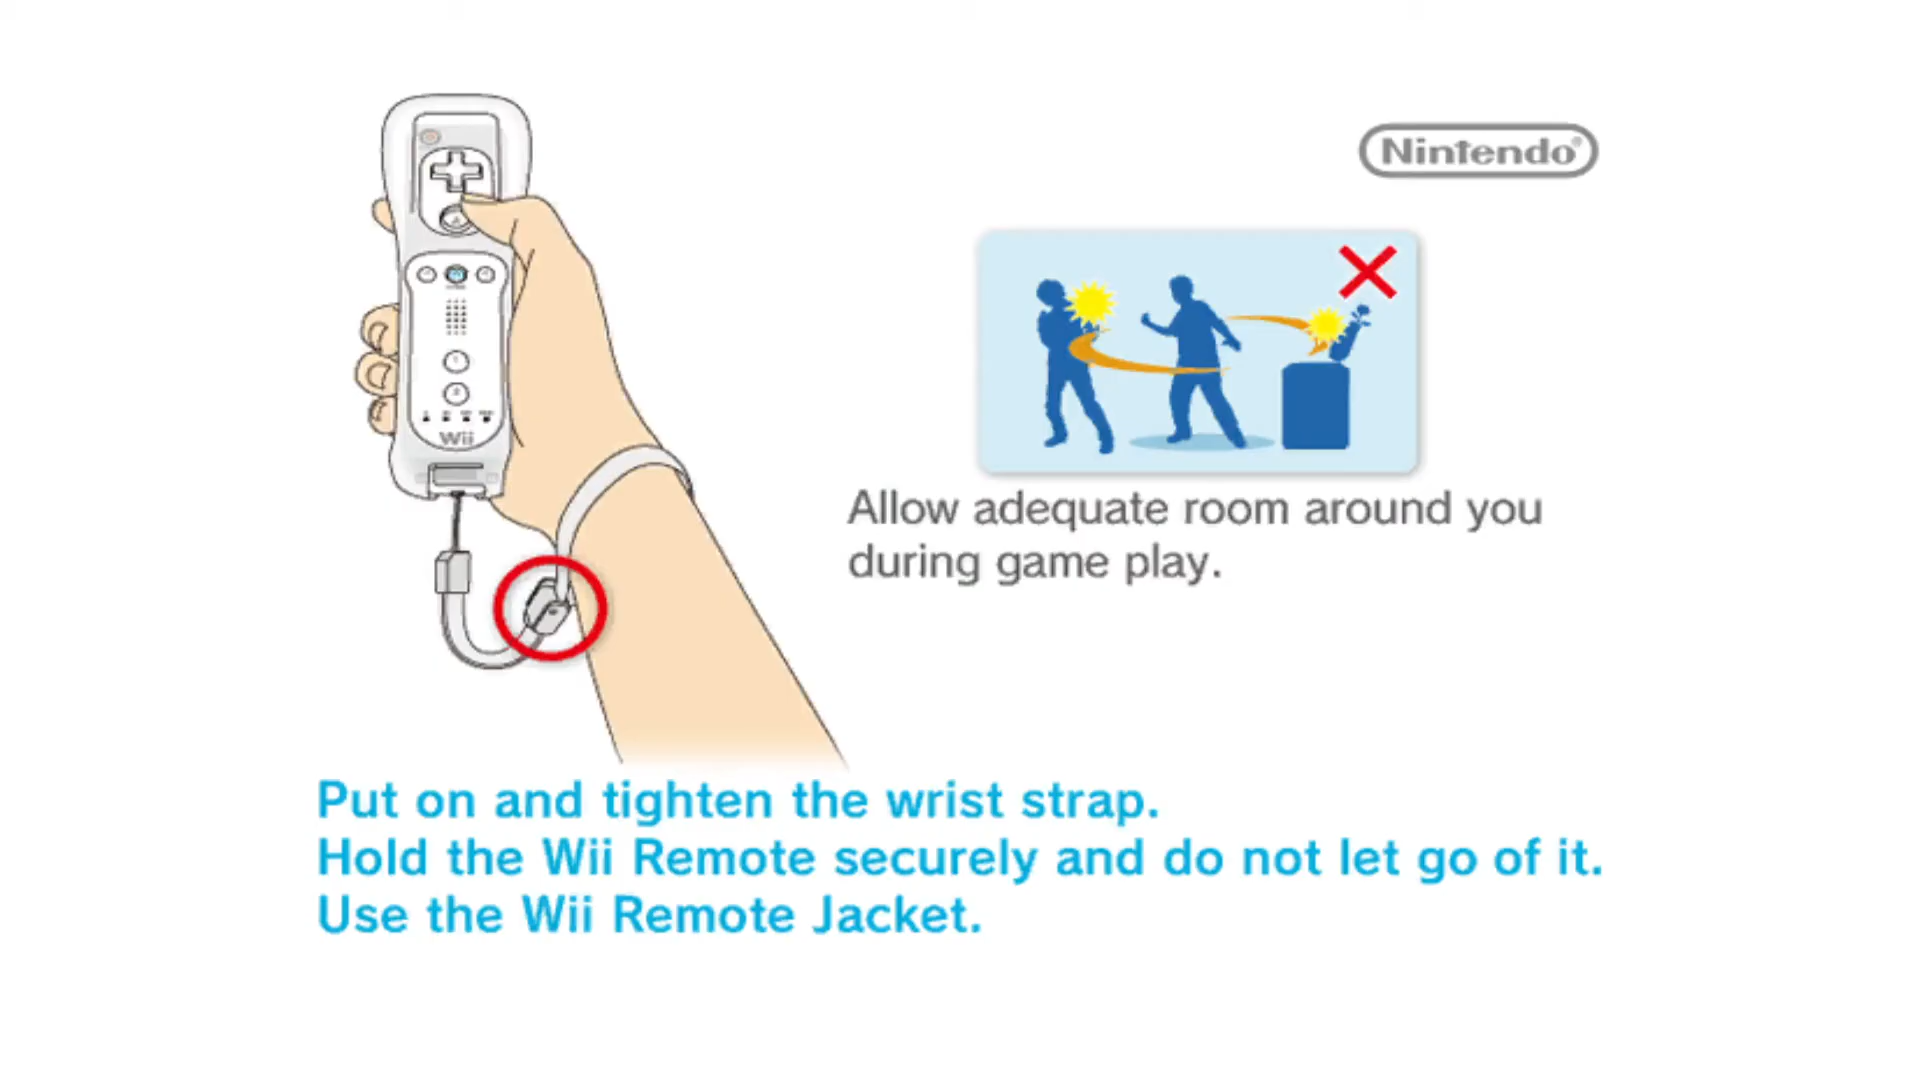 Nintendo®
Wii
Allow adequate room around you
during game play.
Put on and tighten the wrist strap.
Hold the Wii Remote securely and do not let go of it.
Use the Wii Remote Jacket.